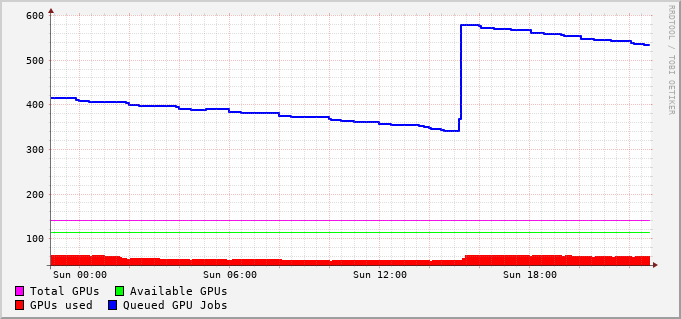 RRDTOOL / TOBI OETIKER
600
500
400
300
200
100
Sun 00:00 Sun 06:00 Sun 12:00 Sun 18:00
Total GPUs Available GPUs
GPUs used Queued GPU Jobs